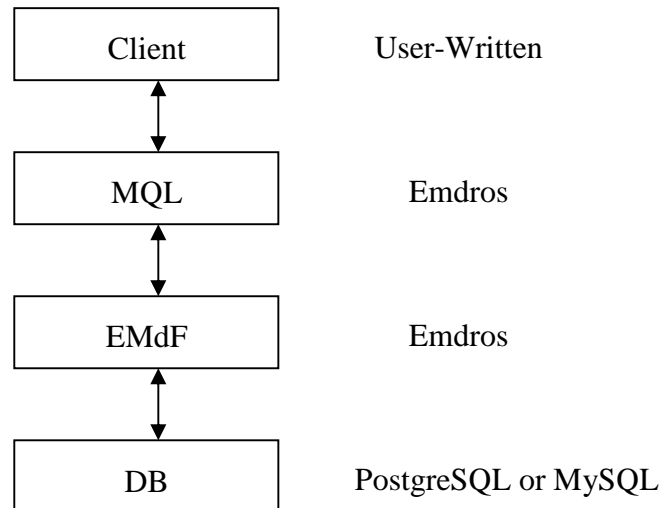 Client User-Written
MQL Emdros
EMdF Emdros
DB PostgreSQL or MySQL